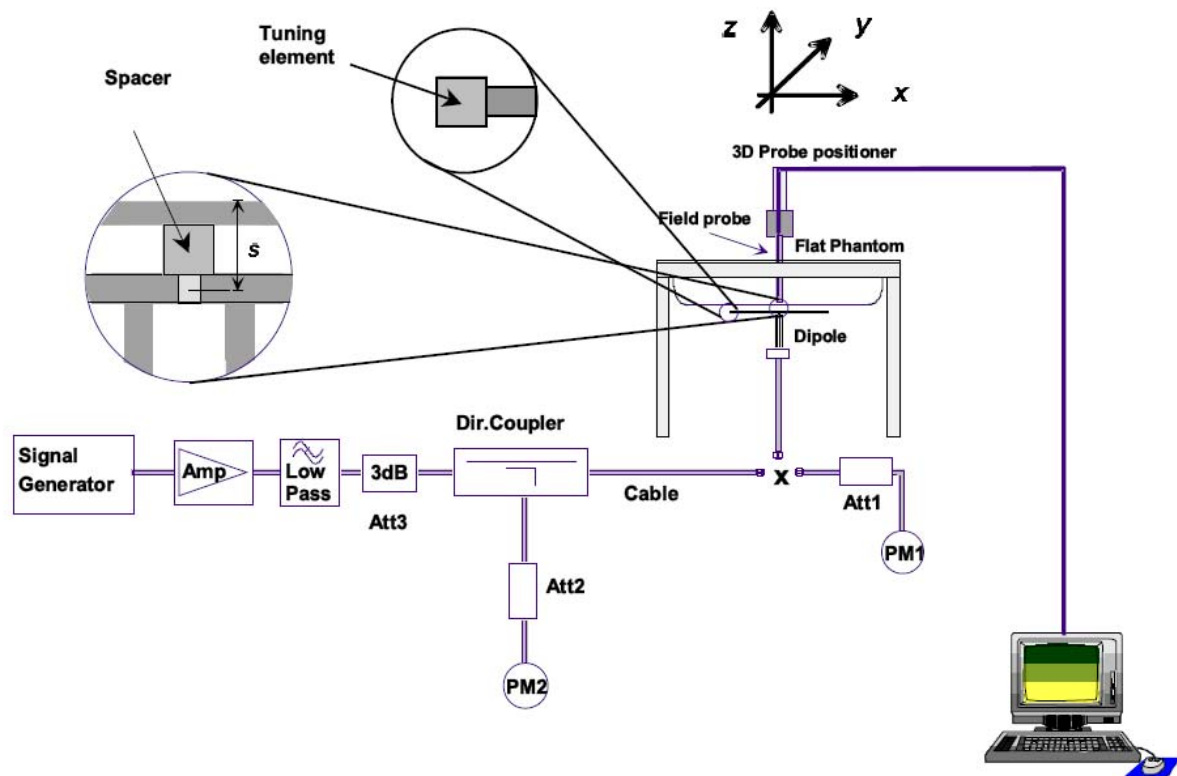 Tuning
element
Spacer
s
z
y
x
3D Probe positioner
Field probe
Flat Phantom
Dipole
Dir.Coupler
Signal
Generator
Amp
Low
Pass
3dB
Att3
Cable
x
Att1
PM1
Att2
PM2